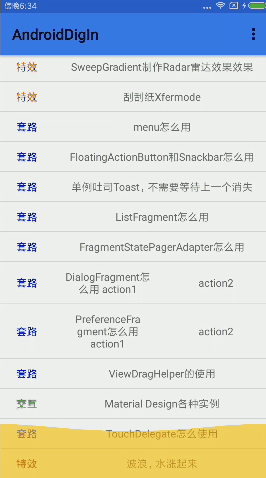 傍晚6:34
AndroidDigIn
特效 SweepGradient制作Radar雷达效果效果
特效 刮刮纸Xfermode
套路 menu怎么用
套路 FloatingActionButton和Snackbar怎么用
套路 单例吐司Toast，不需要等待上一个消失
套路 ListFragment怎么用
套路 FragmentStatePagerAdapter怎么用
套路 DialogFragment怎么用 action1 action2
套路 PreferenceFragment怎么用 action1 action2
套路 ViewDragHelper的使用
交互 Material Design各种实例
套路 TouchDelegate怎么使用
特效 波浪，水涨起来